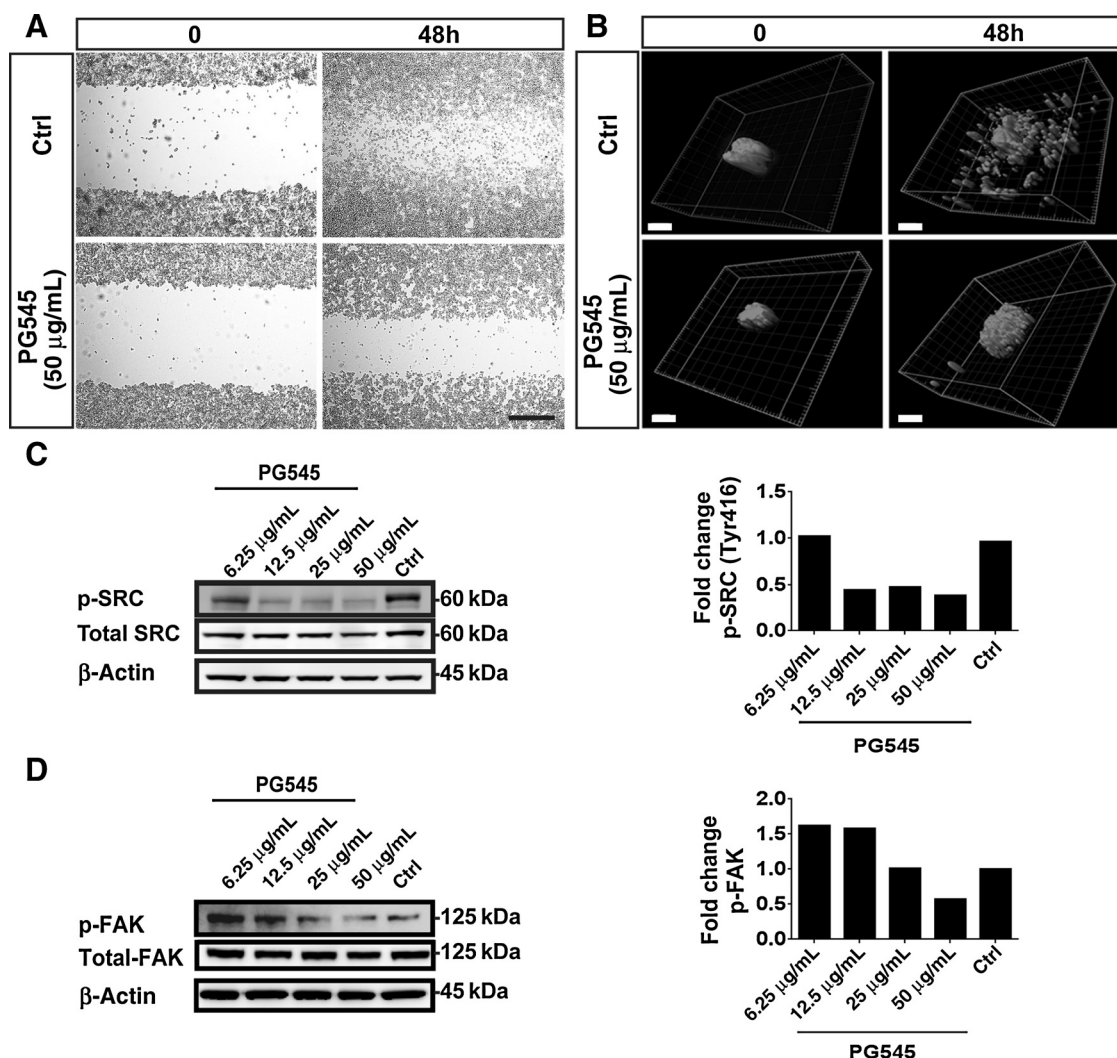 A
0
48h
Ctrl
PG545
(50 μg/mL)
B
0
48h
Ctrl
PG545
(50 μg/mL)
C
PG545
6.25 μg/mL
12.5 μg/mL
25 μg/mL
50 μg/mL
Ctrl
p-SRC
-60 kDa
Total SRC
-60 kDa
β-Actin
-45 kDa
Fold change
p-SRC (Tyr416)
1.5
1.0
0.5
0.0
6.25 μg/mL
12.5 μg/mL
25 μg/mL
50 μg/mL
Ctrl
PG545
D
PG545
6.25 μg/mL
12.5 μg/mL
25 μg/mL
50 μg/mL
Ctrl
p-FAK
-125 kDa
Total-FAK
-125 kDa
β-Actin
-45 kDa
Fold change
p-FAK
2.0
1.5
1.0
0.5
0.0
6.25 μg/mL
12.5 μg/mL
25 μg/mL
50 μg/mL
Ctrl
PG545